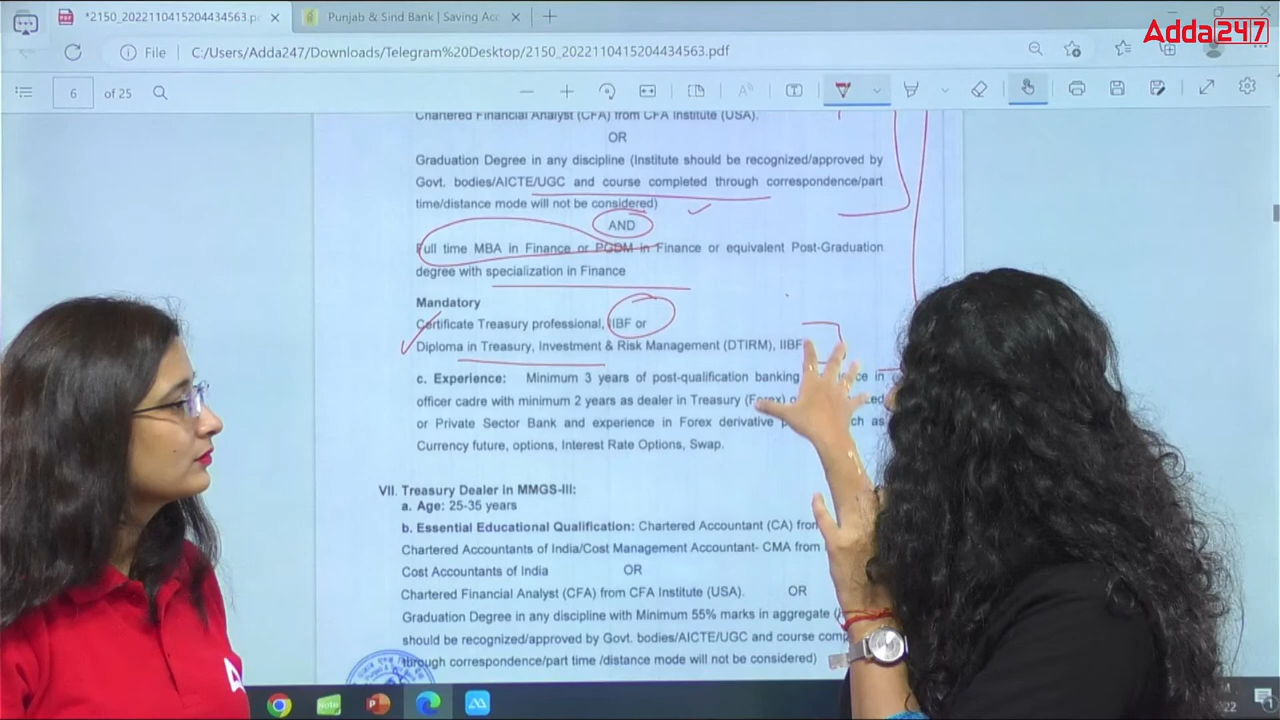 *2150_2022110415204434563.p
Punjab & Sind Bank | Saving Acc
Adda247
File
C:/Users/Adda247/Downloads/Telegram%20Desktop/2150_2022110415204434563.pdf
6 of 25
Chartered Financial Analyst (CFA) from CFA Institute (USA).
OR
Graduation Degree in any discipline (Institute should be recognized/approved by
Govt. bodies/AICTE/UGC and course completed through correspondence/part
time/distance mode will not be considered)
AND
Full time MBA in Finance or PGDM in Finance or equivalent Post-Graduation
degree with specialization in Finance
Mandatory
Certificate Treasury professional, IIBF or
Diploma in Treasury, Investment & Risk Management (DTIRM), IIBF
c. Experience: Minimum 3 years of post-qualification banking in
officer cadre with minimum 2 years as dealer in Treasury (Forex)
or Private Sector Bank and experience in Forex derivative as
Currency future, options, Interest Rate Options, Swap.
VII. Treasury Dealer in MMGS-III:
a. Age: 25-35 years
b. Essential Educational Qualification: Chartered Accountant (CA) from
Chartered Accountants of India/Cost Management Accountant- CMA from
Cost Accountants of India OR
Chartered Financial Analyst (CFA) from CFA Institute (USA). OR
Graduation Degree in any discipline with Minimum 55% marks in aggregate
should be recognized/approved by Govt. bodies/AICTE/UGC and course
through correspondence/part time /distance mode will not be considered)